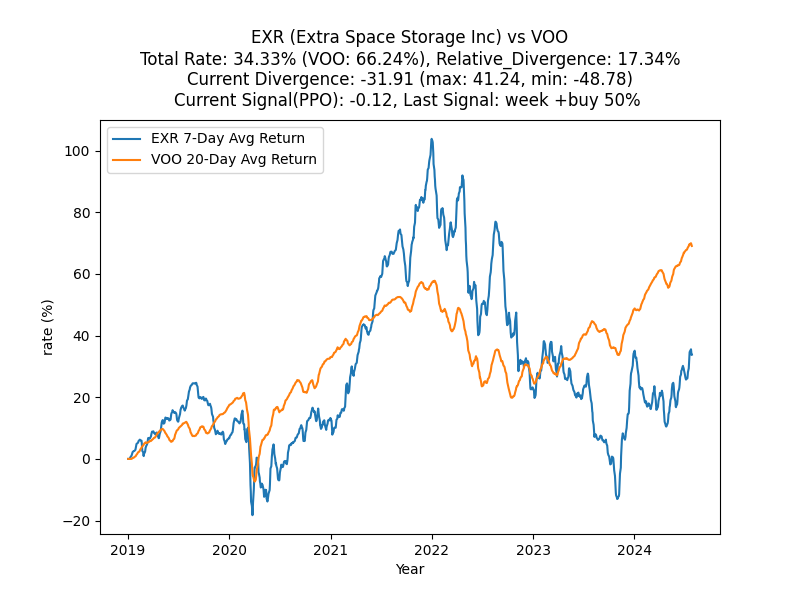 EXR (Extra Space Storage Inc) vs VOO
Total Rate: 34.33% (VOO: 66.24%), Relative_Divergence: 17.34%
Current Divergence: -31.91 (max: 41.24, min: -48.78)
Current Signal(PPO): -0.12, Last Signal: week +buy 50%
EXR 7-Day Avg Return
VOO 20-Day Avg Return
100
80
60
40
20
0
−20
rate (%)
2019
2020
2021
2022
2023
2024
Year